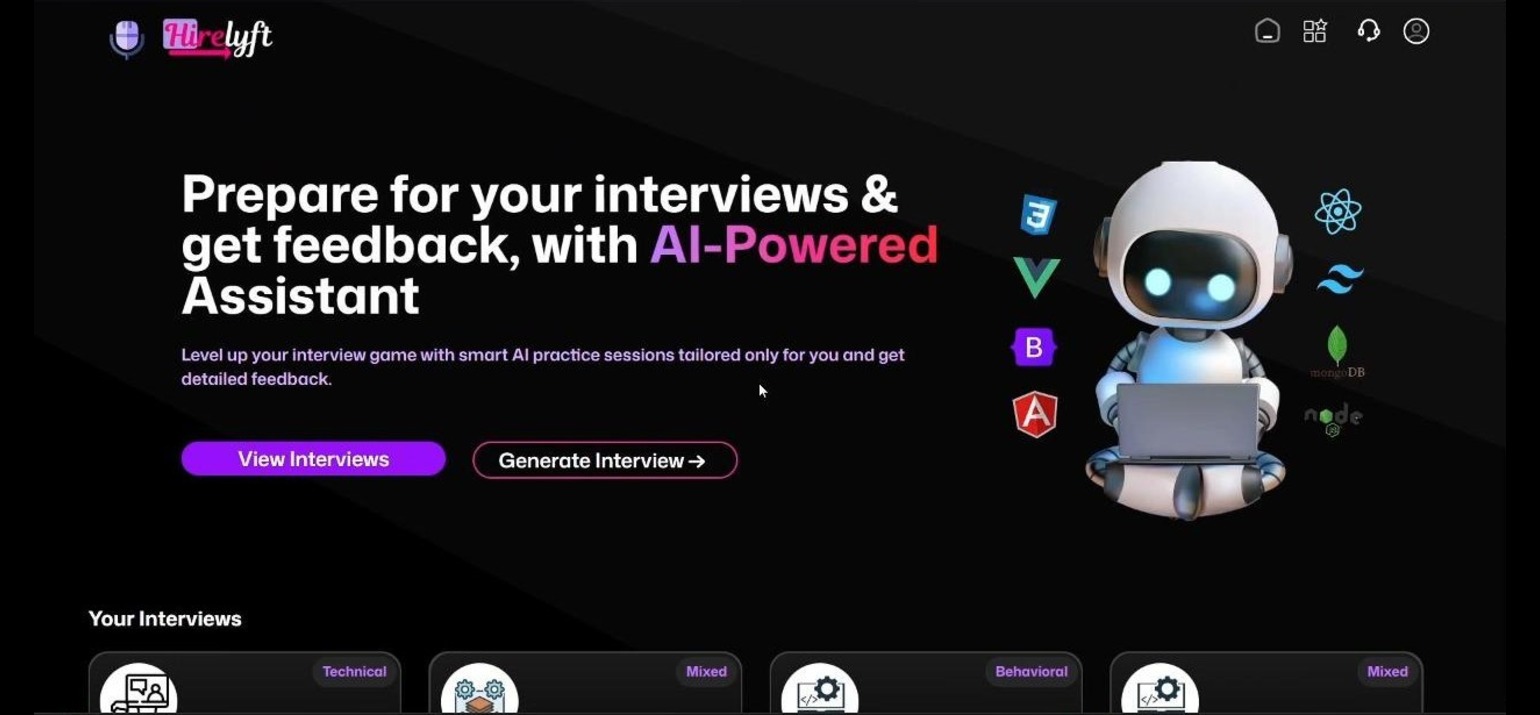 Hirelyft
Prepare for your interviews &
get feedback, with AI-Powered
Assistant
Level up your interview game with smart AI practice sessions tailored only for you and get
detailed feedback.
View Interviews
Generate Interview →
3
B
A
mongoDB
node
JS
Your Interviews
Technical
Mixed
Behavioral
Mixed